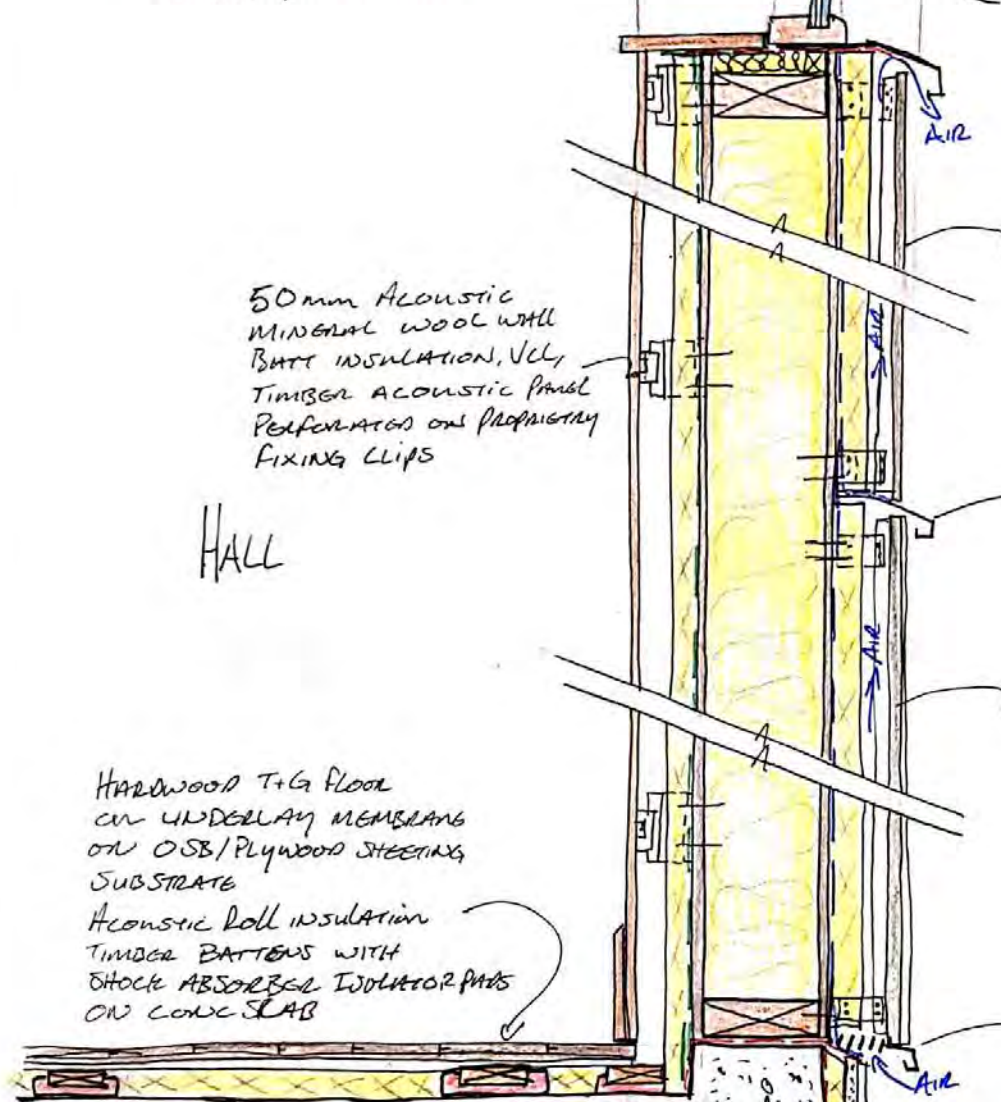 AIR
50mm ACOUSTIC
MINERAL WOOL WALL
BATT INSULATION, VCL,
TIMBER ACOUSTIC PANEL
PERFORATED ON PROPRIETRY
FIXING CLIPS
AIR
HALL
AIR
HARDWOOD T+G FLOOR
ON UNDERLAY MEMBRANE
ON OSB/PLYWOOD SHEETING
SUBSTRATE
ACOUSTIC ROLL INSULATION
TIMBER BATTENS WITH
SHOCK ABSORBER ISOLATOR PADS
ON CONC SLAB
AIR